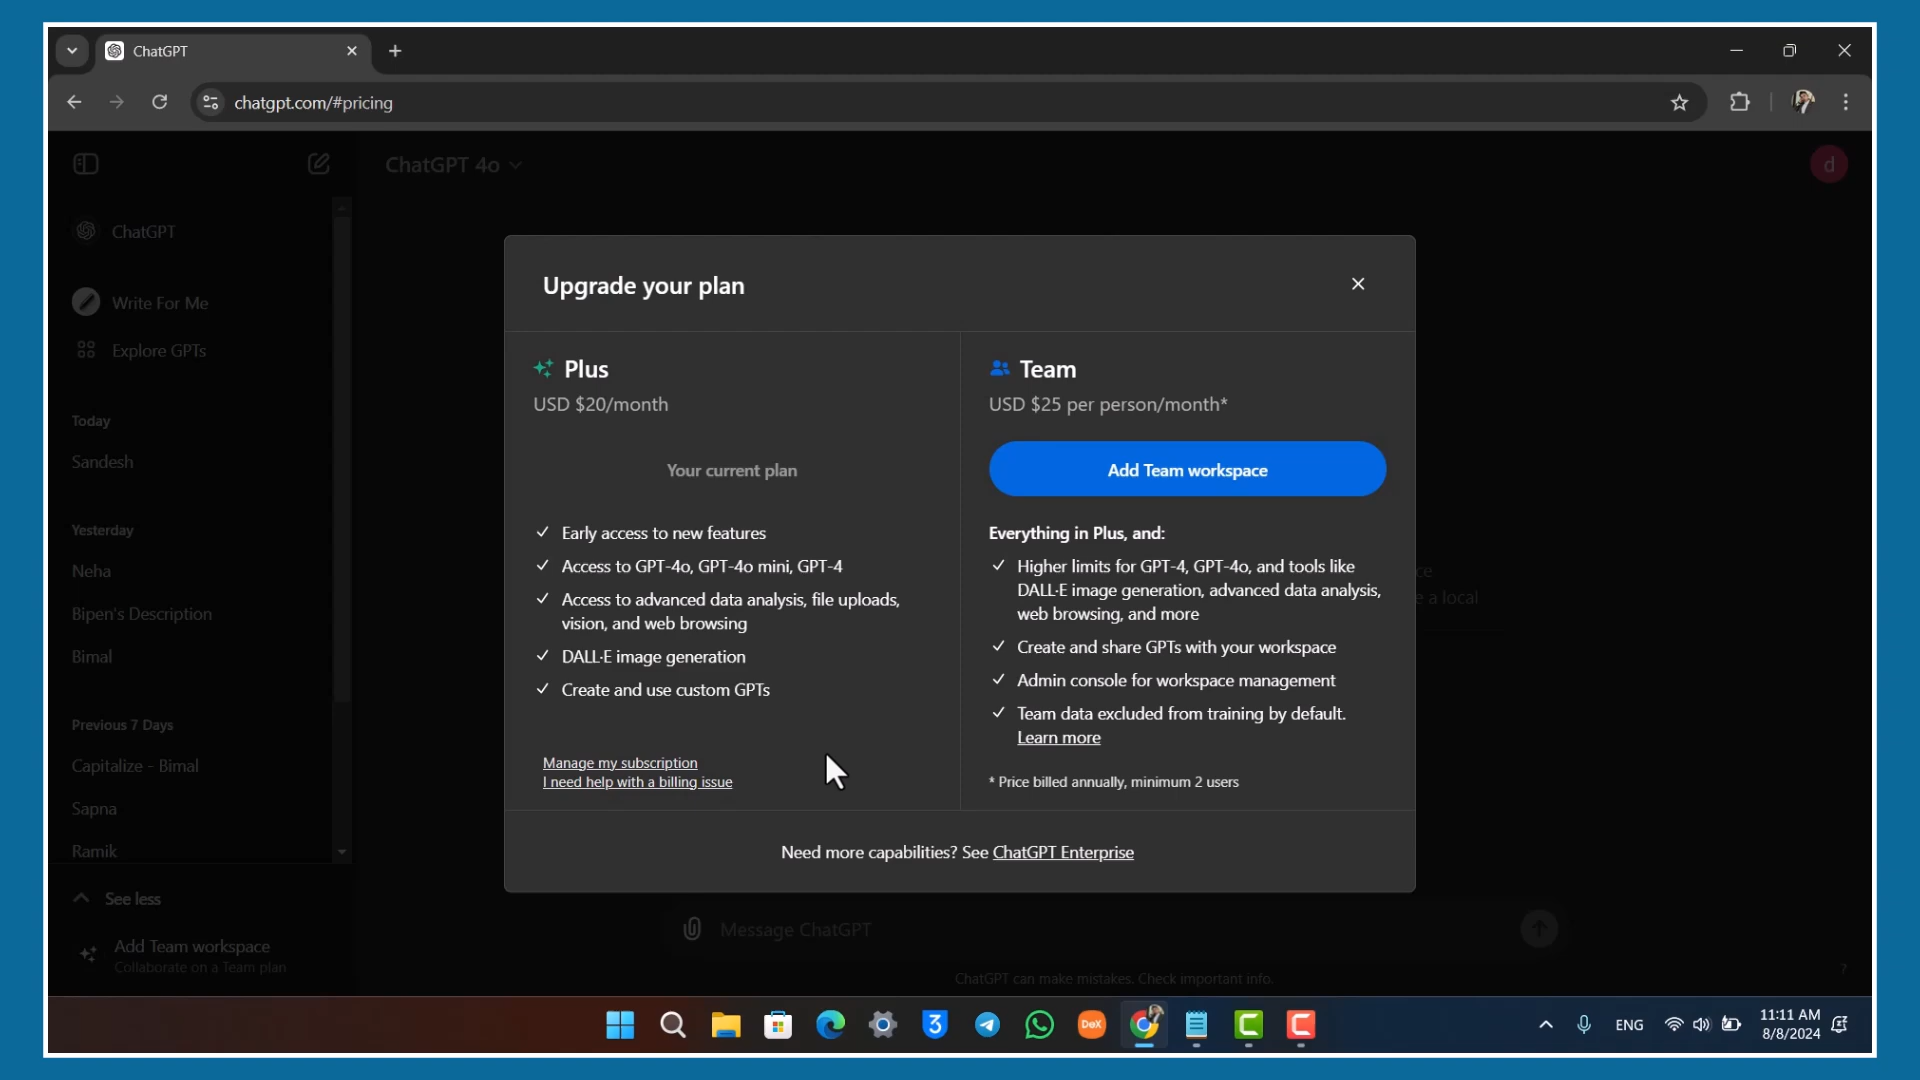 ChatGPT
chatgpt.com/#pricing
ChatGPT 4o
d
ChatGPT
Write For Me
Explore GPTs
Today
Sandesh
Yesterday
Neha
Bipen's Description
Bimal
Previous 7 Days
Capitalize - Bimal
Sapna
Ramik
See less
Add Team workspace
Collaborate on a Team plan
Upgrade your plan
Plus
USD $20/month
Your current plan
Early access to new features
Access to GPT-4o, GPT-4o mini, GPT-4
Access to advanced data analysis, file uploads,
vision, and web browsing
DALL·E image generation
Create and use custom GPTs
Manage my subscription
I need help with a billing issue
Team
USD $25 per person/month*
Add Team workspace
Everything in Plus, and:
Higher limits for GPT-4, GPT-4o, and tools like
DALL·E image generation, advanced data analysis,
web browsing, and more
Create and share GPTs with your workspace
Admin console for workspace management
Team data excluded from training by default.
Learn more
* Price billed annually, minimum 2 users
Need more capabilities? See ChatGPT Enterprise
ce
e a local
Message ChatGPT
ChatGPT can make mistakes. Check important info.
?
3
DeX
C
C
ENG
11:11 AM
8/8/2024